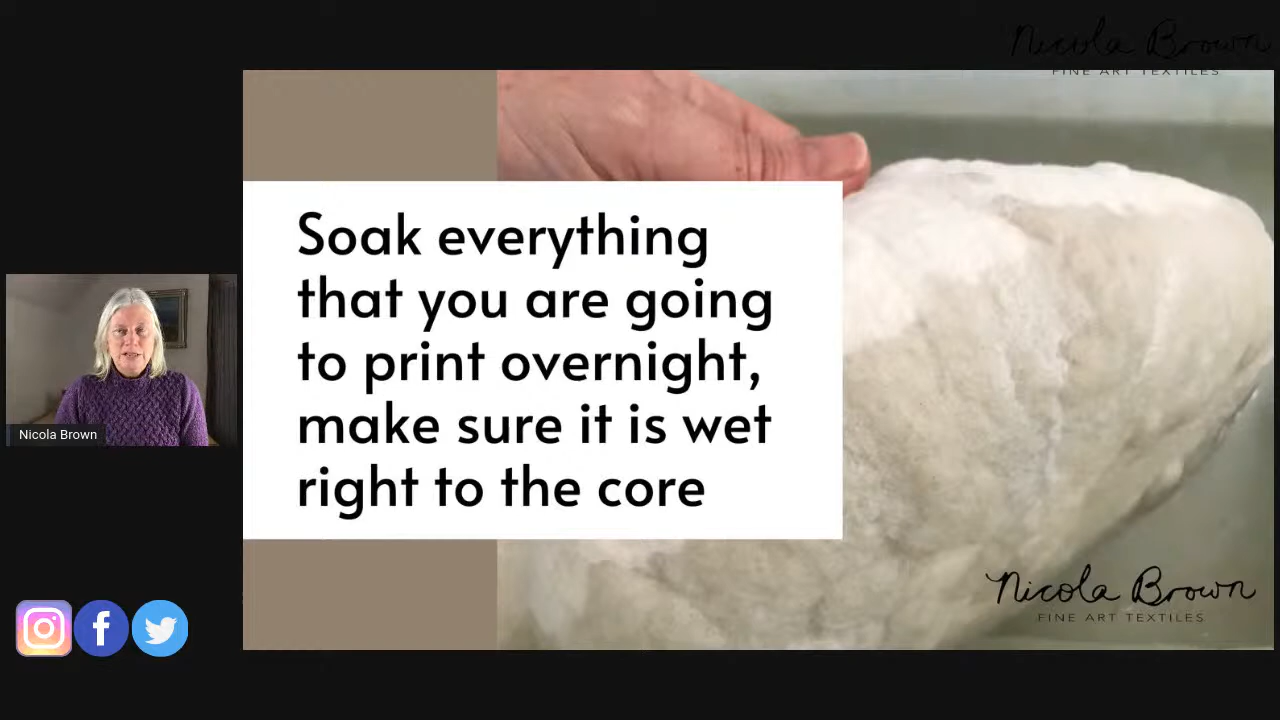 Nicola Brown
FINE ART TEXTILES
Soak everything
that you are going
to print overnight,
make sure it is wet
right to the core
Nicola Brown
Nicola Brown
FINE ART TEXTILES